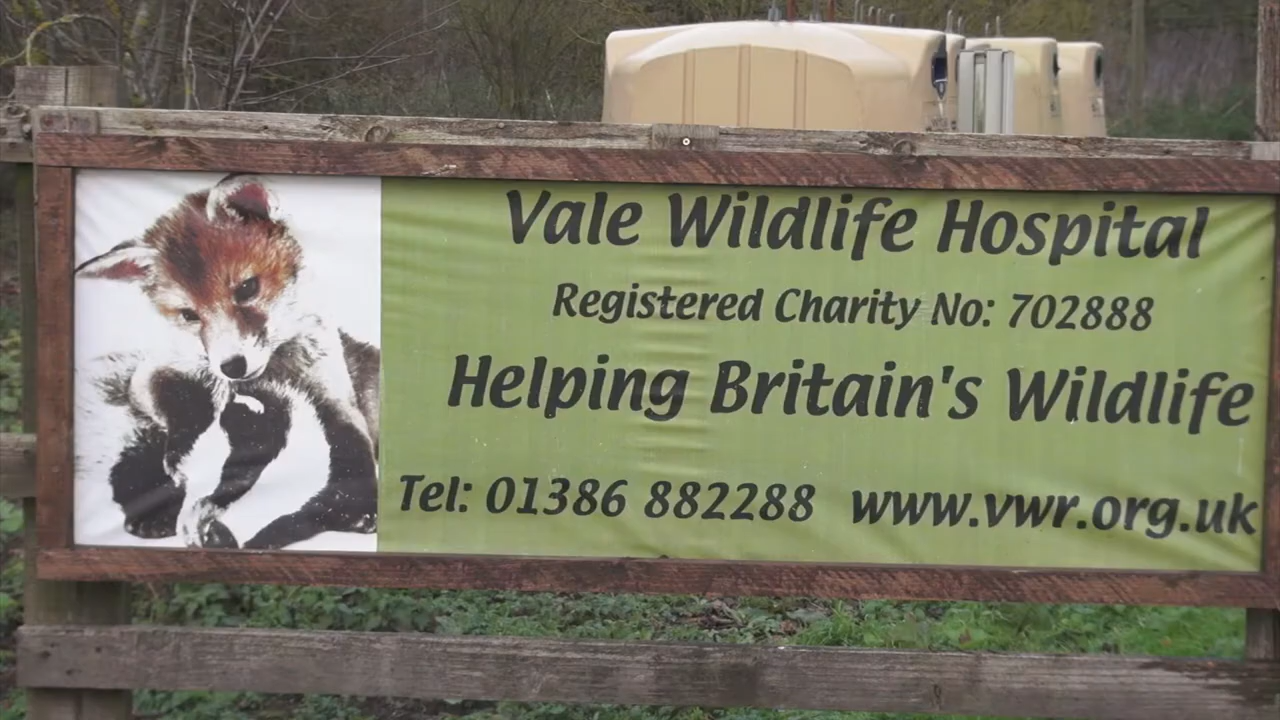 Vale Wildlife Hospital
Registered Charity No: 702888
Helping Britain's Wildlife
Tel: 01386 882288 www.vwr.org.uk